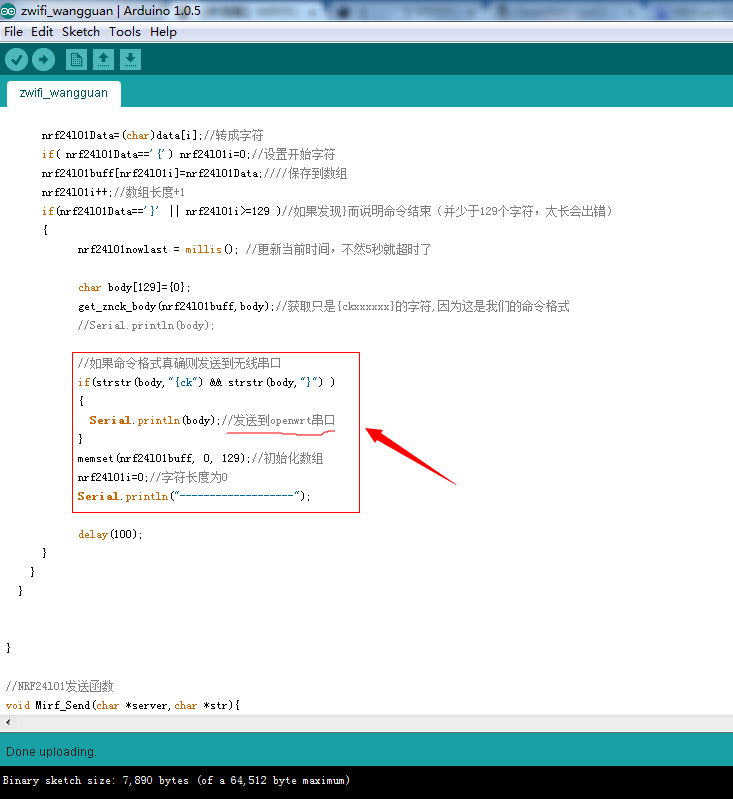 zwifi_wangguan | Arduino 1.0.5
File Edit Sketch Tools Help
zwifi_wangguan
nrf24l01Data=(char)data[i];//转成字符
if( nrf24l01Data=='{') nrf24l01i=0;//设置开始字符
nrf24l01buff[nrf24l01i]=nrf24l01Data;////保存到数组
nrf24l01i++;//数组长度+1
if(nrf24l01Data=='}' || nrf24l01i>=129 )//如果发现}而说明命令结束（并少于129个字符，太长会出错）
{
nrf24l01nowlast = millis(); //更新当前时间，不然5秒就超时了
char body[129]={0};
get_znck_body(nrf24l01buff,body);//获取只是{ckxxxxxx}的字符,因为这是我们的命令格式
//Serial.println(body);
//如果命令格式真确则发送到无线串口
if(strstr(body,"{ck") && strstr(body,"}") )
{
Serial.println(body);//发送到openwrt串口
}
memset(nrf24l01buff, 0, 129);//初始化数组
nrf24l01i=0;//字符长度为0
Serial.println("-------------------");
delay(100);
}
}
}
}
//NRF24l01发送函数
void Mirf_Send(char *server,char *str){
Done uploading.
Binary sketch size: 7,890 bytes (of a 64,512 byte maximum)